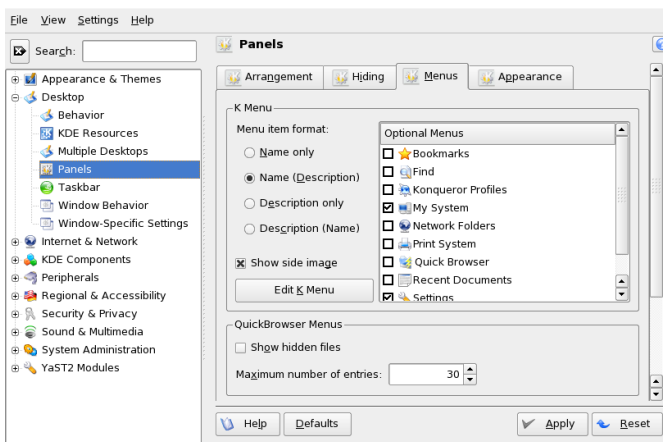 File View Settings Help
Search:
Appearance & Themes
Desktop
Behavior
KDE Resources
Multiple Desktops
Panels
Taskbar
Window Behavior
Window-Specific Settings
Internet & Network
KDE Components
Peripherals
Regional & Accessibility
Security & Privacy
Sound & Multimedia
System Administration
YaST2 Modules
Panels
Arrangement Hiding Menus Appearance
K Menu
Menu item format:
Name only
Name (Description)
Description only
Description (Name)
Show side image
Edit K Menu
Optional Menus
Bookmarks
Find
Konqueror Profiles
My System
Network Folders
Print System
Quick Browser
Recent Documents
Settings
QuickBrowser Menus
Show hidden files
Maximum number of entries: 30
Help Defaults Apply Reset